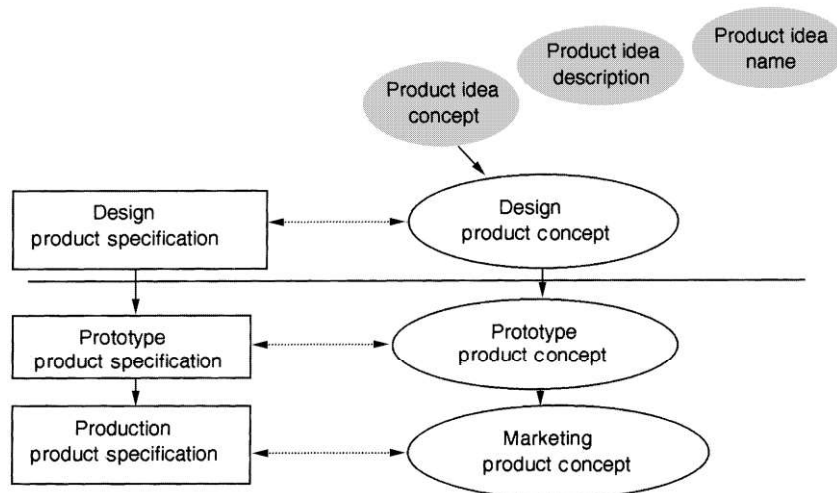 Product idea
name
Product idea
description
Product idea
concept
Design
product specification
Design
product concept
Prototype
product specification
Prototype
product concept
Production
product specification
Marketing
product concept